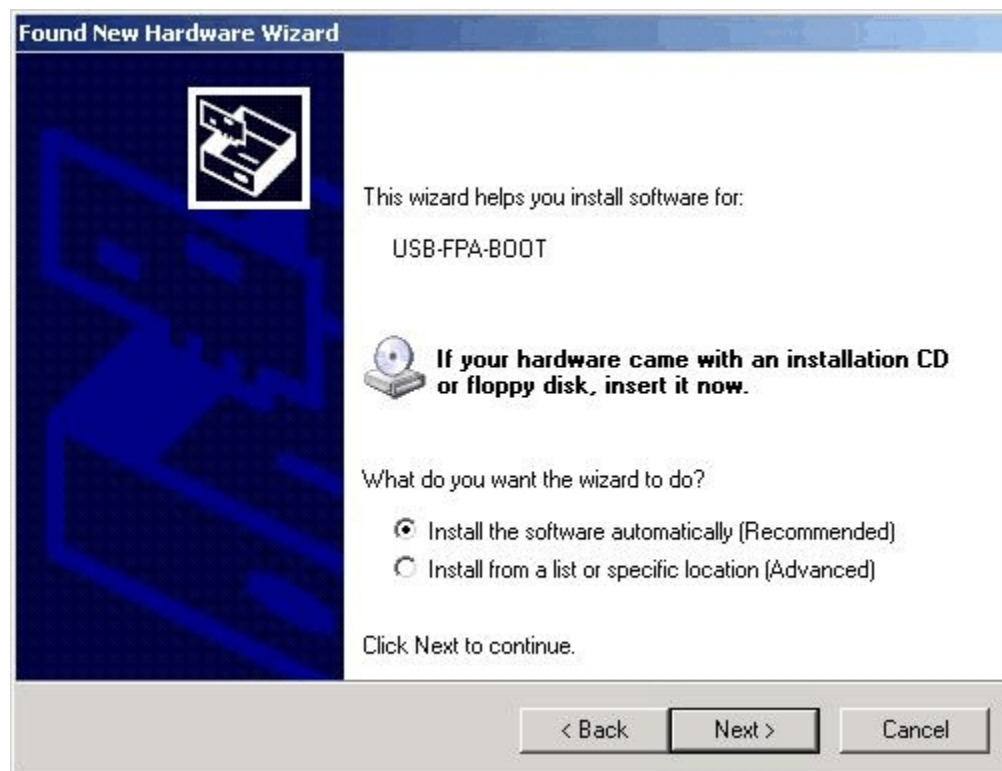 Found New Hardware Wizard
This wizard helps you install software for:
USB-FPA-BOOT
If your hardware came with an installation CD
or floppy disk, insert it now.
What do you want the wizard to do?
Install the software automatically (Recommended)
Install from a list or specific location (Advanced)
Click Next to continue.
< Back Next > Cancel